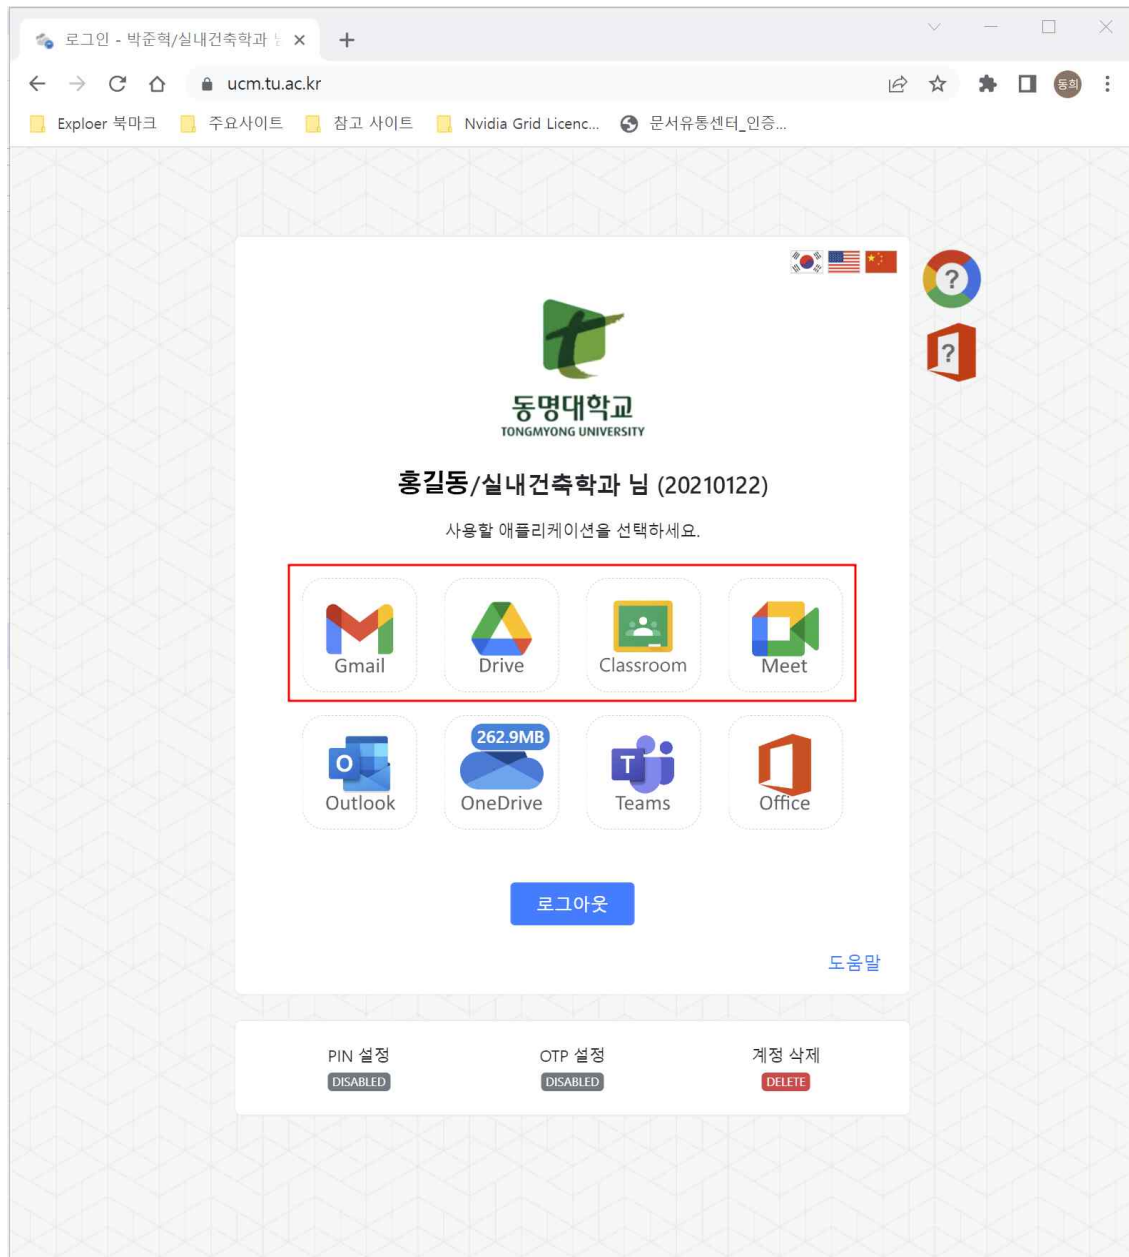 로그인 - 박준혁/실내건축학과
ucm.tu.ac.kr
동희
Exploer 북마크 주요사이트 참고 사이트 Nvidia Grid Licenc... 문서유통센터_인증...
?
?
동명대학교
TONGMYONG UNIVERSITY
홍길동/실내건축학과 님 (20210122)
사용할 애플리케이션을 선택하세요.
Gmail Drive Classroom Meet
262.9MB
Outlook OneDrive Teams Office
로그아웃
도움말
PIN 설정 OTP 설정 계정 삭제
DISABLED DISABLED DELETE